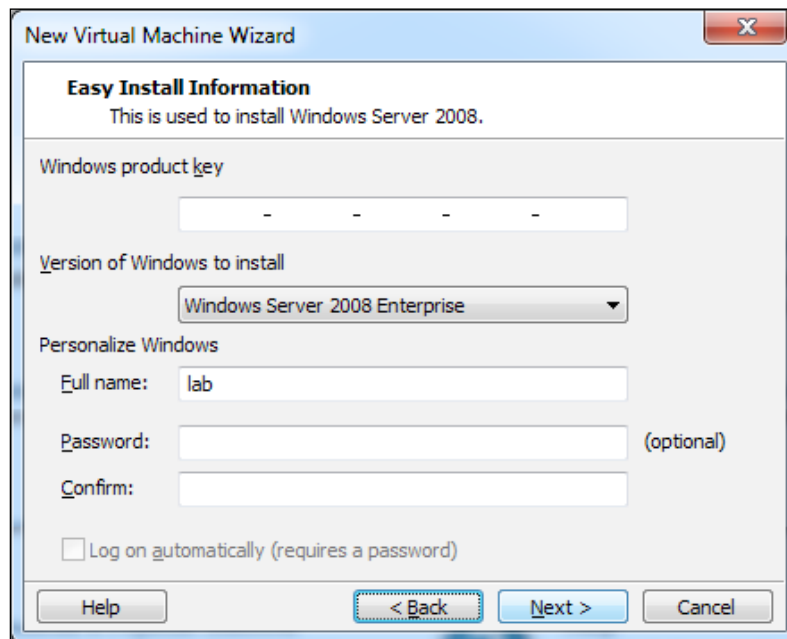 New Virtual Machine Wizard
Easy Install Information
This is used to install Windows Server 2008.
Windows product key
- - - -
Version of Windows to install
Windows Server 2008 Enterprise
Personalize Windows
Full name: lab
Password: (optional)
Confirm:
Log on automatically (requires a password)
Help < Back Next > Cancel